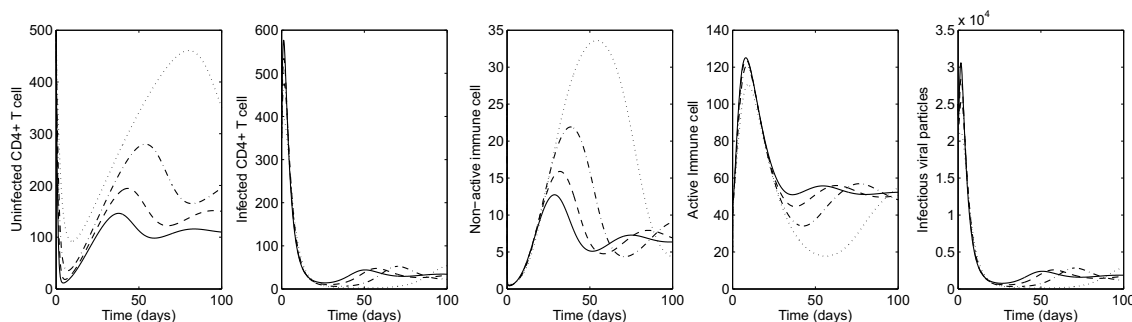 Uninfected CD4+ T cell
500
400
300
200
100
0
0 50 100
Time (days)
Infected CD4+ T cell
600
500
400
300
200
100
0
0 50 100
Time (days)
Non−active immune cell
35
30
25
20
15
10
5
0
0 50 100
Time (days)
Active Immune cell
140
120
100
80
60
40
20
0
0 50 100
Time (days)
Infectious viral particles
x 10⁴
3.5
3
2.5
2
1.5
1
0.5
0
0 50 100
Time (days)